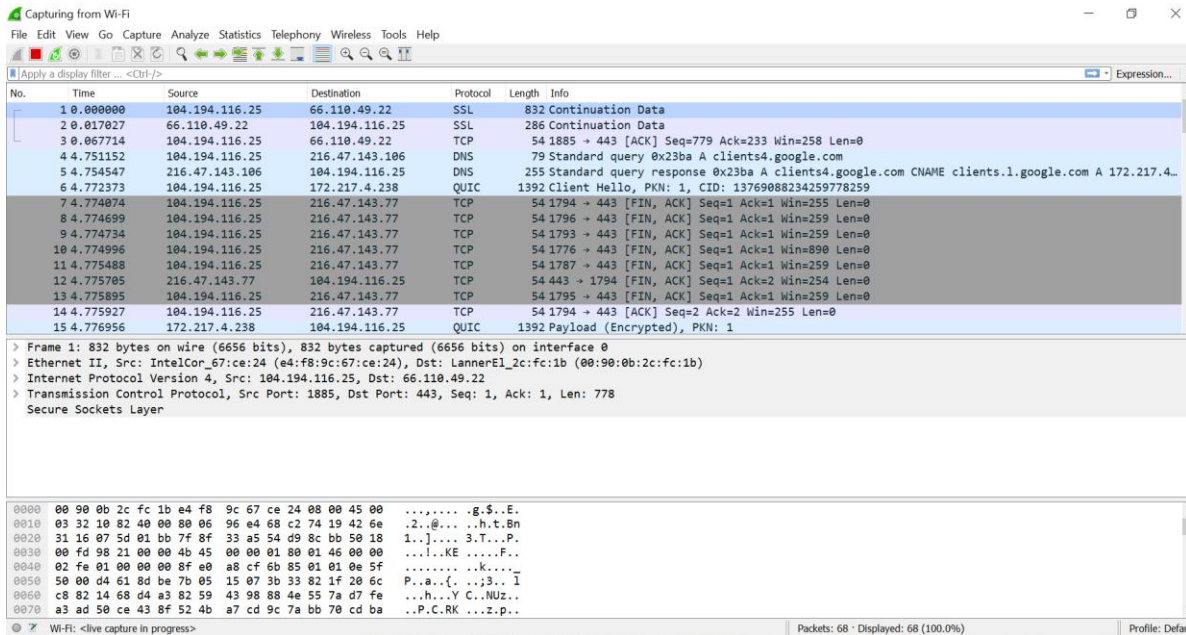 Capturing from Wi-Fi
File Edit View Go Capture Analyze Statistics Telephony Wireless Tools Help
Apply a display filter ... <Ctrl-/> Expression...
No. Time Source Destination Protocol Length Info
1 0.000000 104.194.116.25 66.110.49.22 SSL 832 Continuation Data
2 0.017027 66.110.49.22 104.194.116.25 SSL 286 Continuation Data
3 0.067714 104.194.116.25 66.110.49.22 TCP 54 1885 → 443 [ACK] Seq=779 Ack=233 Win=258 Len=0
4 4.751152 104.194.116.25 216.47.143.106 DNS 79 Standard query 0x23ba A clients4.google.com
5 4.754547 216.47.143.106 104.194.116.25 DNS 255 Standard query response 0x23ba A clients4.google.com CNAME clients.l.google.com A 172.217.4…
6 4.772373 104.194.116.25 172.217.4.238 QUIC 1392 Client Hello, PKN: 1, CID: 13769088234259778259
7 4.774074 104.194.116.25 216.47.143.77 TCP 54 1794 → 443 [FIN, ACK] Seq=1 Ack=1 Win=255 Len=0
8 4.774699 104.194.116.25 216.47.143.77 TCP 54 1796 → 443 [FIN, ACK] Seq=1 Ack=1 Win=259 Len=0
9 4.774734 104.194.116.25 216.47.143.77 TCP 54 1793 → 443 [FIN, ACK] Seq=1 Ack=1 Win=259 Len=0
10 4.774996 104.194.116.25 216.47.143.77 TCP 54 1776 → 443 [FIN, ACK] Seq=1 Ack=1 Win=890 Len=0
11 4.775488 104.194.116.25 216.47.143.77 TCP 54 1787 → 443 [FIN, ACK] Seq=1 Ack=1 Win=259 Len=0
12 4.775705 216.47.143.77 104.194.116.25 TCP 54 443 → 1794 [FIN, ACK] Seq=1 Ack=2 Win=254 Len=0
13 4.775895 104.194.116.25 216.47.143.77 TCP 54 1795 → 443 [FIN, ACK] Seq=1 Ack=1 Win=259 Len=0
14 4.775927 104.194.116.25 216.47.143.77 TCP 54 1794 → 443 [ACK] Seq=2 Ack=2 Win=255 Len=0
15 4.776956 172.217.4.238 104.194.116.25 QUIC 1392 Payload (Encrypted), PKN: 1
> Frame 1: 832 bytes on wire (6656 bits), 832 bytes captured (6656 bits) on interface 0
> Ethernet II, Src: IntelCor_67:ce:24 (e4:f8:9c:67:ce:24), Dst: LannerEl_2c:fc:1b (00:90:0b:2c:fc:1b)
> Internet Protocol Version 4, Src: 104.194.116.25, Dst: 66.110.49.22
> Transmission Control Protocol, Src Port: 1885, Dst Port: 443, Seq: 1, Ack: 1, Len: 778
Secure Sockets Layer
0000 00 90 0b 2c fc 1b e4 f8 9c 67 ce 24 08 00 45 00 ...,.... .g.$..E.
0010 03 32 10 82 40 00 80 06 96 e4 68 c2 74 19 42 6e .2..@... ..h.t.Bn
0020 31 16 07 5d 01 bb 7f 8f 33 a5 54 d9 8c bb 50 18 1..].... 3.T...P.
0030 00 fd 98 21 00 00 4b 45 00 00 01 80 01 46 00 00 ...!..KE .....F..
0040 02 fe 01 00 00 00 8f e0 a8 cf 6b 85 01 01 0e 5f ........ ..k...._
0050 50 00 d4 61 8d be 7b 05 15 07 3b 33 82 1f 20 6c P..a..{. ..;3.. l
0060 c8 82 14 68 d4 a3 82 59 43 98 88 4e 55 7a d7 fe ...h...Y C..NUz..
0070 a3 ad 50 ce 43 8f 52 4b a7 cd 9c 7a bb 70 cd ba ..P.C.RK ...z.p..
Wi-Fi: <live capture in progress> Packets: 68 · Displayed: 68 (100.0%) Profile: Defau